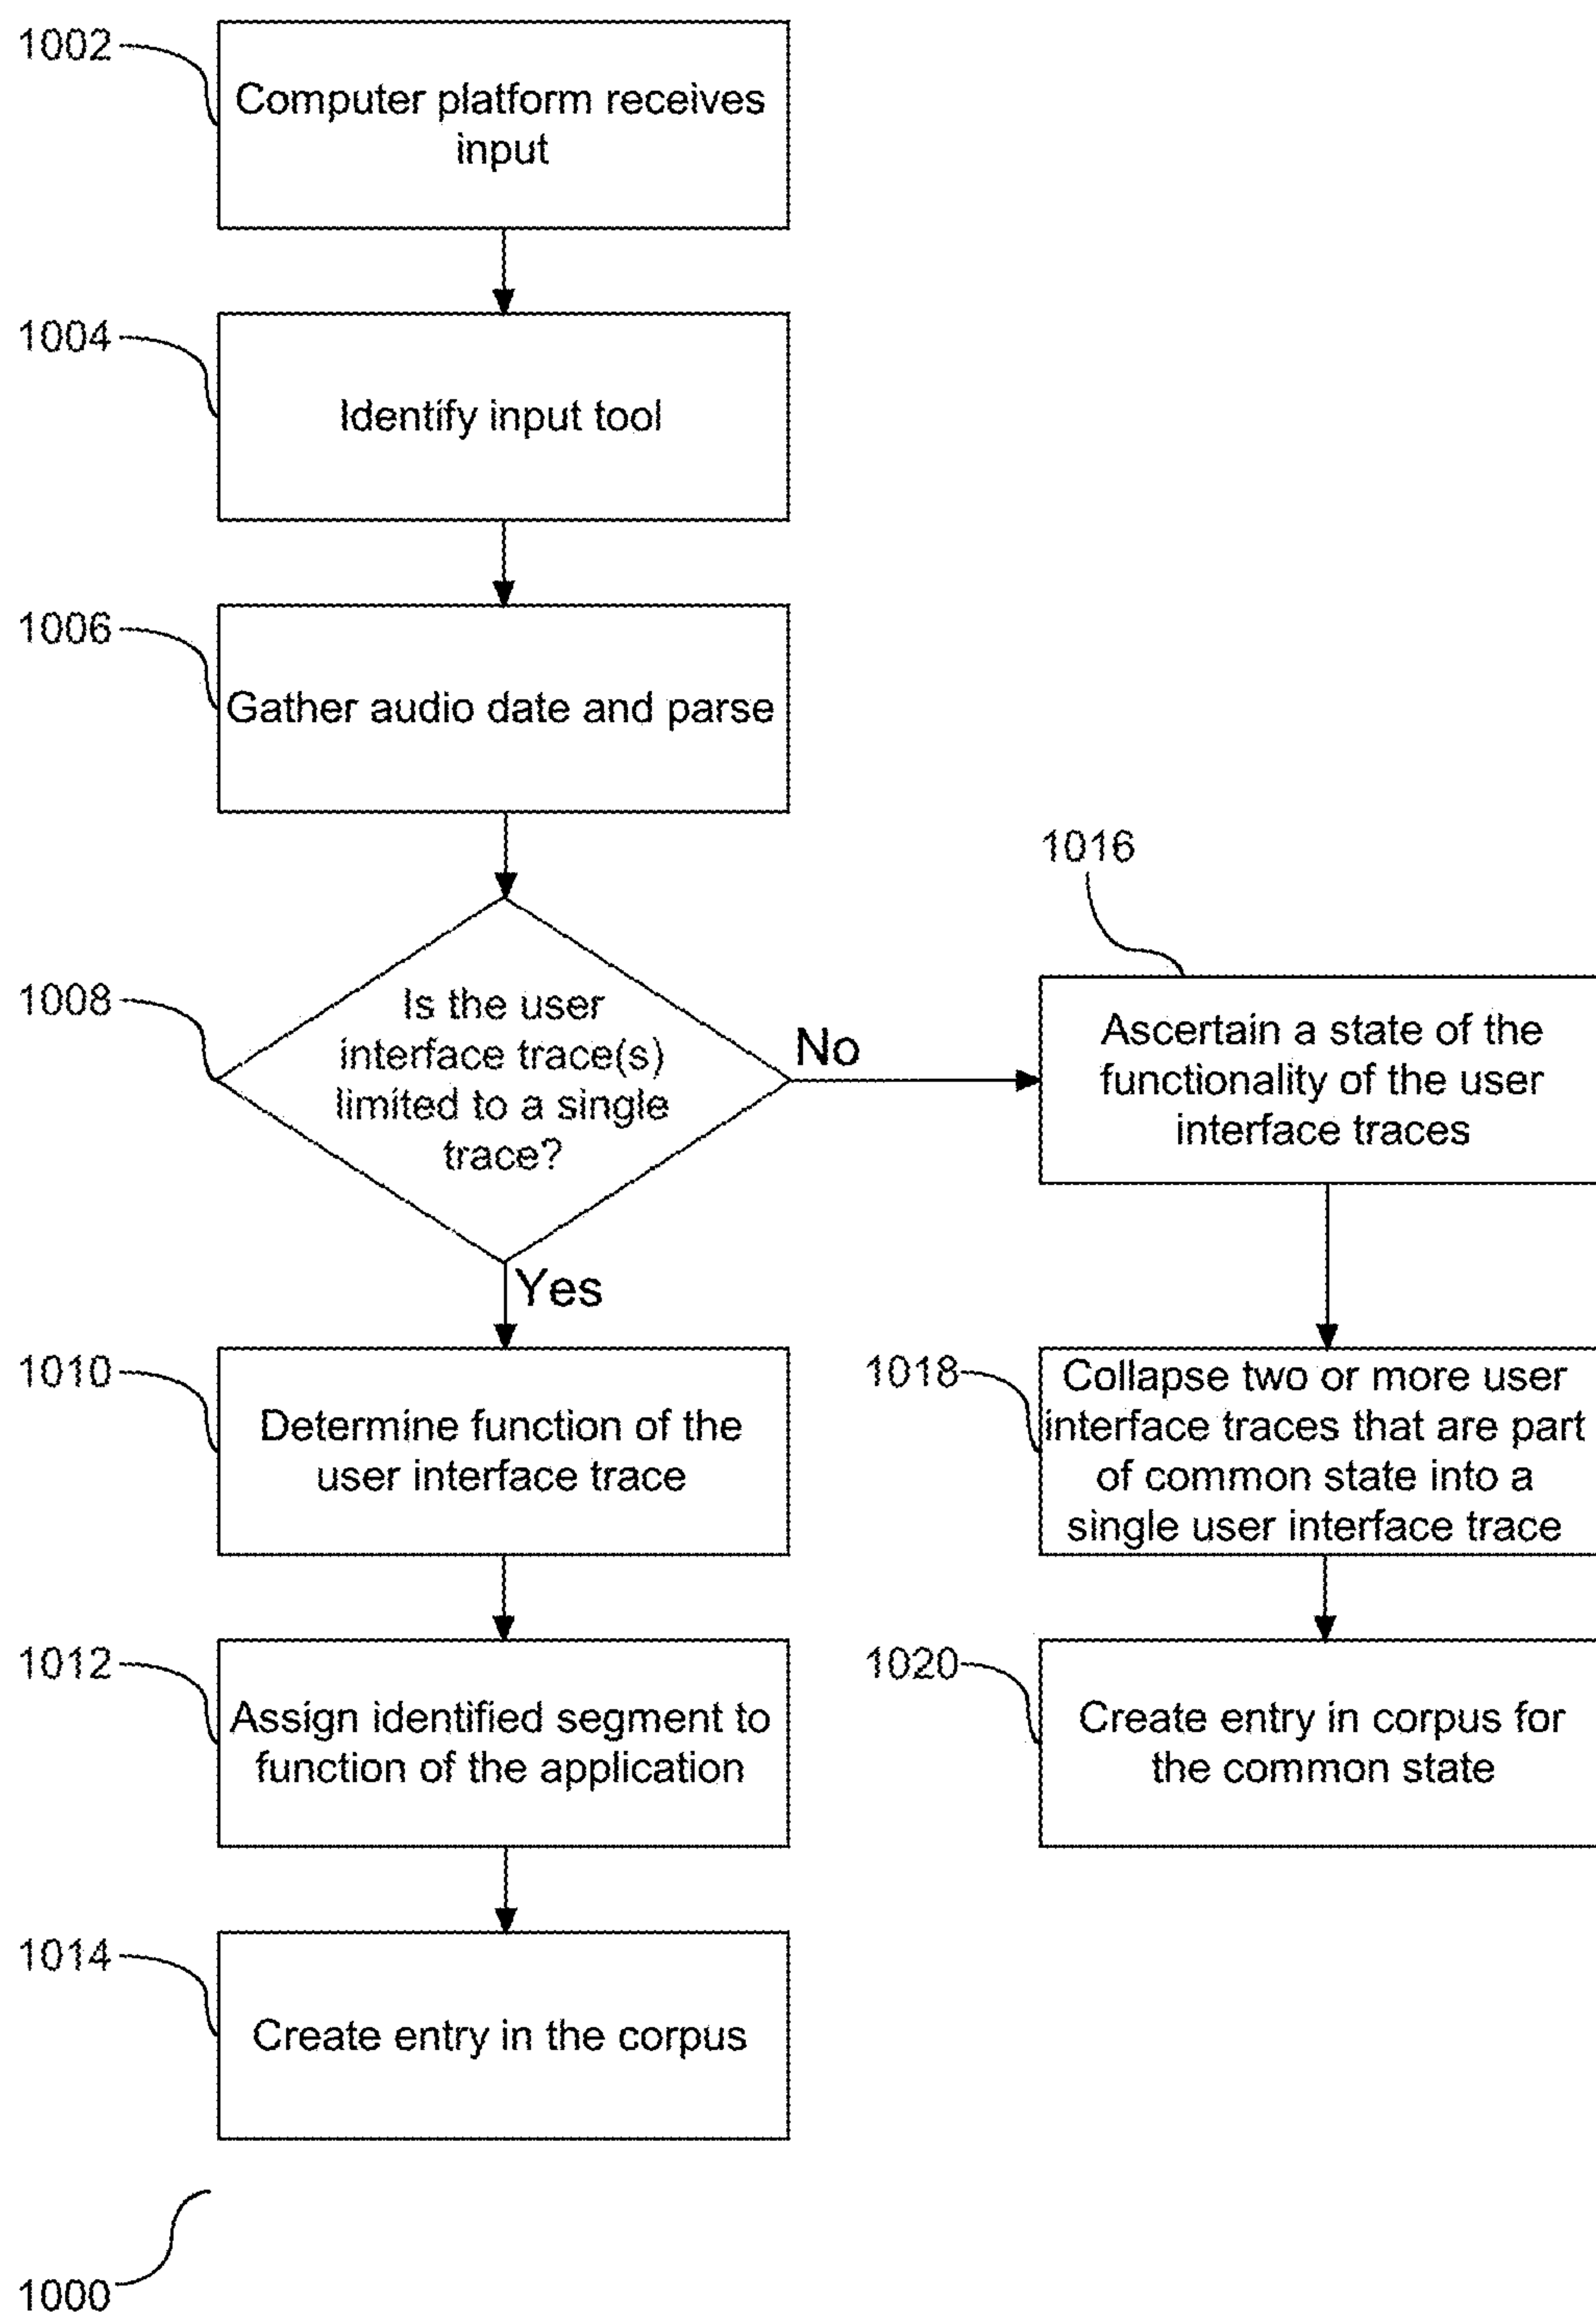 1002
Computer platform receives
input
1004
Identify input tool
1006
Gather audio date and parse
1008
Is the user
interface trace(s)
limited to a single
trace?
No
Yes
1016
Ascertain a state of the
functionality of the user
interface traces
1010
Determine function of the
user interface trace
1018
Collapse two or more user
interface traces that are part
of common state into a
single user interface trace
1012
Assign identified segment to
function of the application
1020
Create entry in corpus for
the common state
1014
Create entry in the corpus
1000